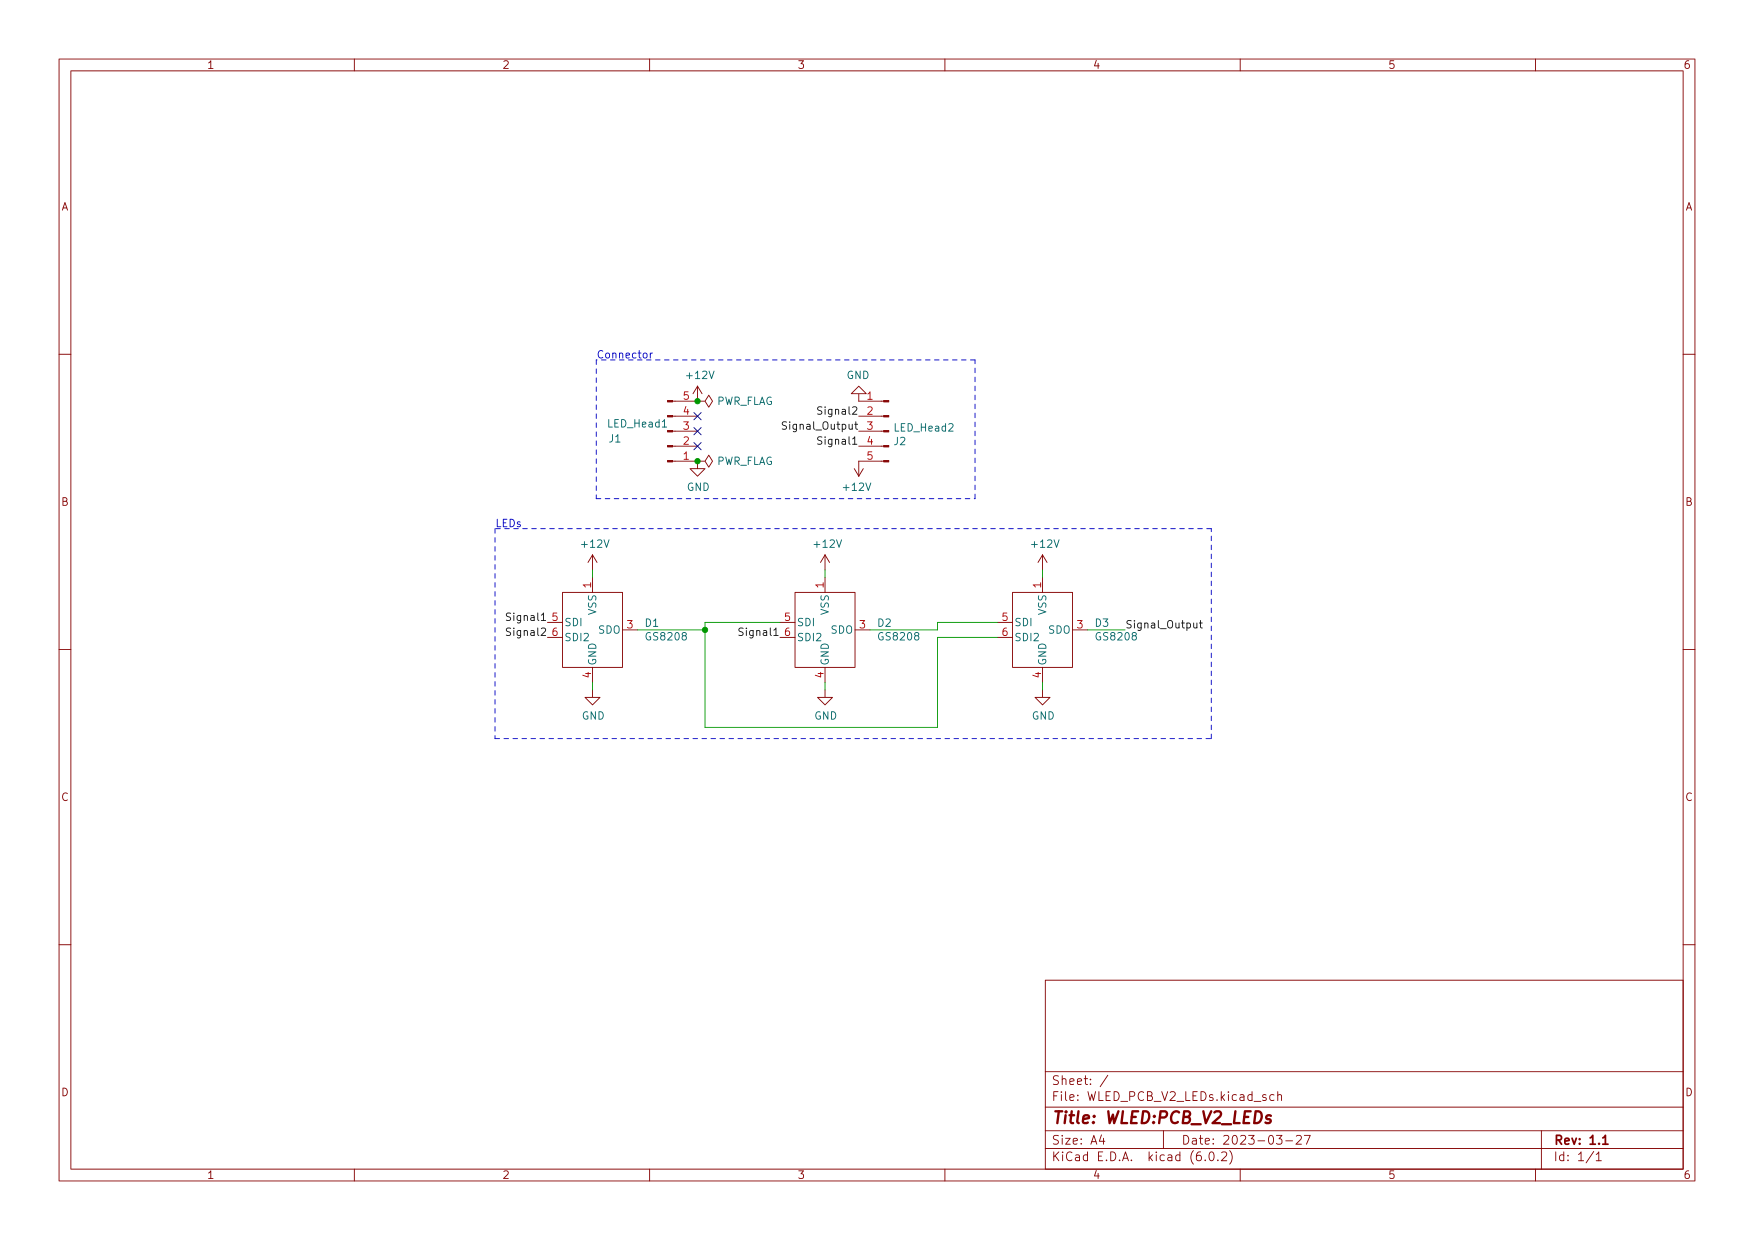 1 2 3 4 5 6
A A
Connector
+12V GND
5 PWR_FLAG 1
4 Signal2 2
LED_Head1 3 Signal_Output 3 LED_Head2
J1 2 Signal1 4 J2
1 PWR_FLAG 5
GND +12V
B B
LEDs
+12V +12V +12V
1 1 1
VSS VSS VSS
Signal1 5 SDI 5 SDI 5 SDI
SDO 3 D1 SDO 3 D2 SDO 3 D3 Signal_Output
Signal2 6 SDI2 GS8208 Signal1 6 SDI2 GS8208 6 SDI2 GS8208
GND GND GND
4 4 4
GND GND GND
C C
D D
Sheet: /
File: WLED_PCB_V2_LEDs.kicad_sch
Title: WLED:PCB_V2_LEDs
Size: A4 Date: 2023-03-27 Rev: 1.1
KiCad E.D.A. kicad (6.0.2) Id: 1/1
1 2 3 4 5 6